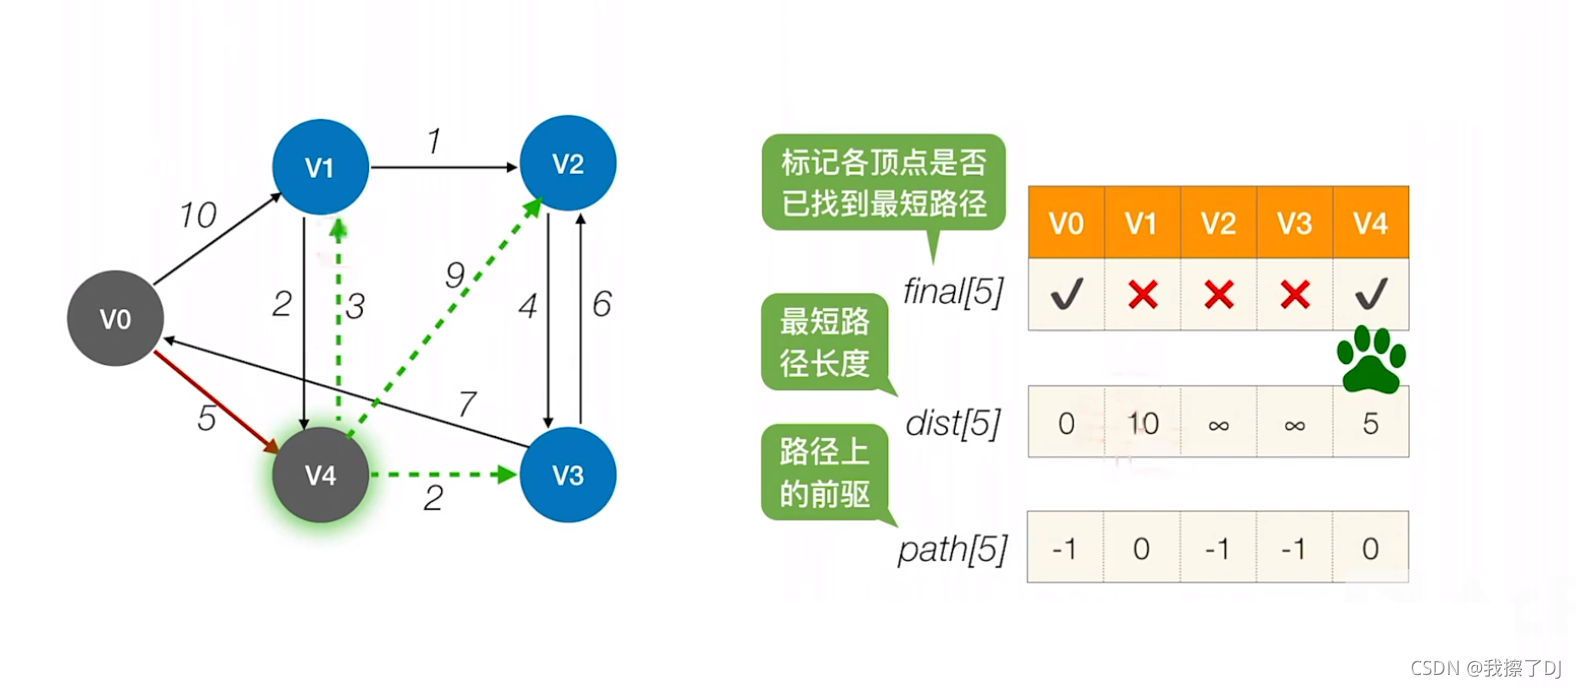 V1
1
V2
10
2
3
9
4
6
V0
5
7
V4
2
V3
标记各顶点是否
已找到最短路径
V0 V1 V2 V3 V4
final[5] ✓ ✕ ✕ ✕ ✓
最短路
径长度
dist[5] 0 10 ∞ ∞ 5
路径上
的前驱
path[5] -1 0 -1 -1 0
CSDN @我擦了DJ